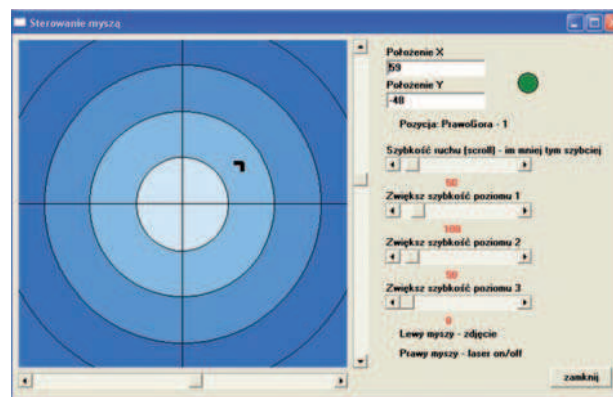 Sterowanie myszą
Położenie X
59
Położenie Y
-48
Pozycja: PrawoGora - 1
Szybkość ruchu (scroll) - im mniej tym szybciej
50
Zwiększ szybkość poziomu 1
100
Zwiększ szybkość poziomu 2
50
Zwiększ szybkość poziomu 3
0
Lewy myszy - zdjęcie
Prawy myszy - laser on/off
zamknij